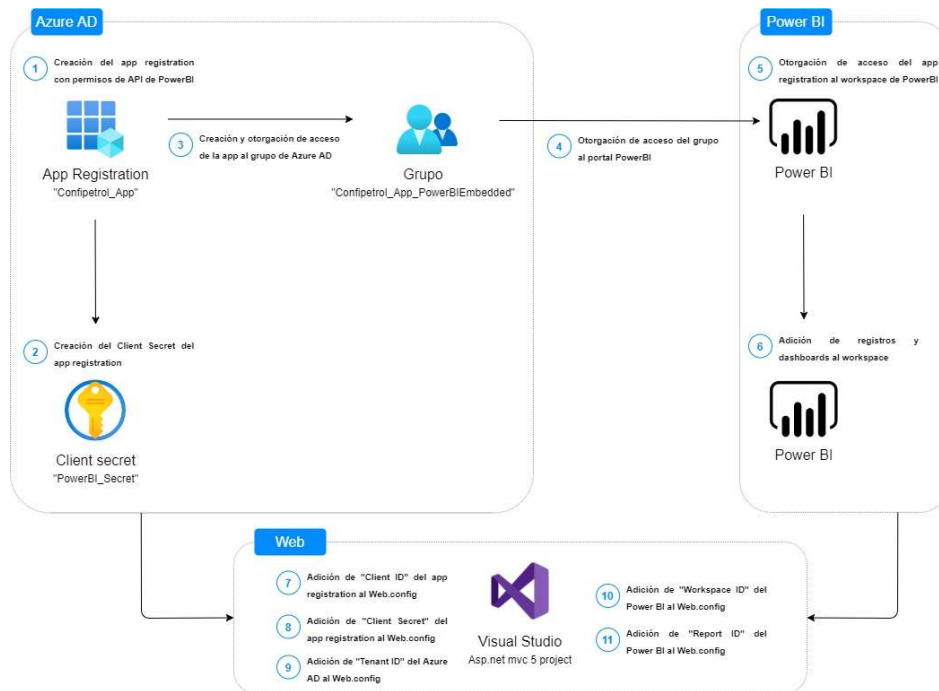 Azure AD
1
Creación del app registration
con permisos de API de PowerBI
App Registration
"Confipetrol_App"
3
Creación y otorgación de acceso
de la app al grupo de Azure AD
Grupo
"Confipetrol_App_PowerBIEmbedded"
4
Otorgación de acceso del grupo
al portal PowerBI
2
Creación del Client Secret del
app registration
Client secret
"PowerBI_Secret"
Power BI
5
Otorgación de acceso del app
registration al workspace de PowerBI
Power BI
6
Adición de registros y
dashboards al workspace
Power BI
Web
7
Adición de "Client ID" del app
registration al Web.config
8
Adición de "Client Secret" del
app registration al Web.config
9
Adición de "Tenant ID" del Azure
AD al Web.config
Visual Studio
Asp.net mvc 5 project
10
Adición de "Workspace ID" del
Power BI al Web.config
11
Adición de "Report ID" del
Power BI al Web.config